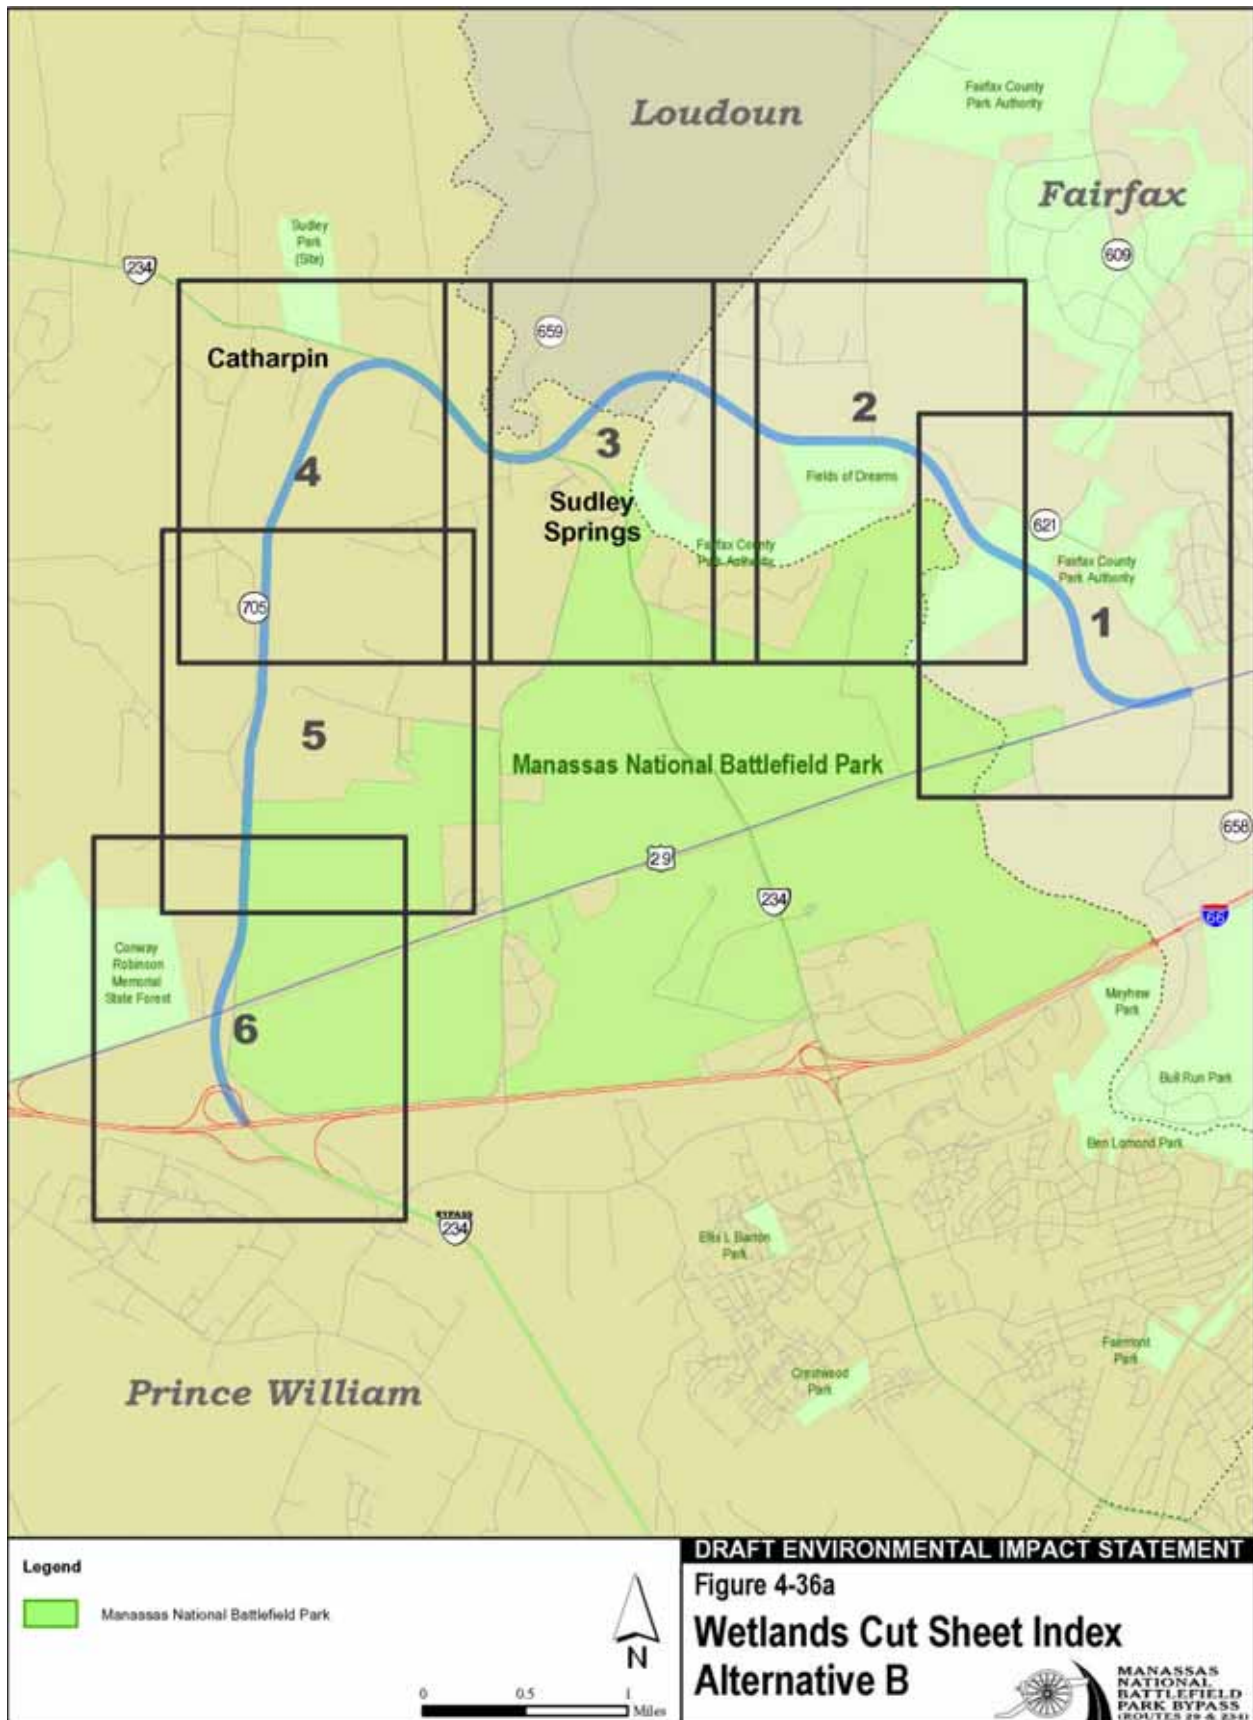 Loudoun
Fairfax County
Park Authority
Fairfax
Sudley
Park
(Site)
609
234
659
Catharpin
2
3
4
Fields of Dreams
Sudley
Springs
621
Fairfax County
Park Authority
Fairfax County
Park Authority
705
1
5
Manassas National Battlefield Park
658
29
234
66
Conway
Robinson
Memorial
State Forest
Mayhew
Park
6
Bull Run Park
Ben Lomond Park
BYPASS
234
Ellis L Barron
Park
Fairmont
Park
Crestwood
Park
Prince William
Legend
Manassas National Battlefield Park
N
0 0.5 1
Miles
DRAFT ENVIRONMENTAL IMPACT STATEMENT
Figure 4-36a
Wetlands Cut Sheet Index
Alternative B
MANASSAS
NATIONAL
BATTLEFIELD
PARK BYPASS
(ROUTES 29 & 234)